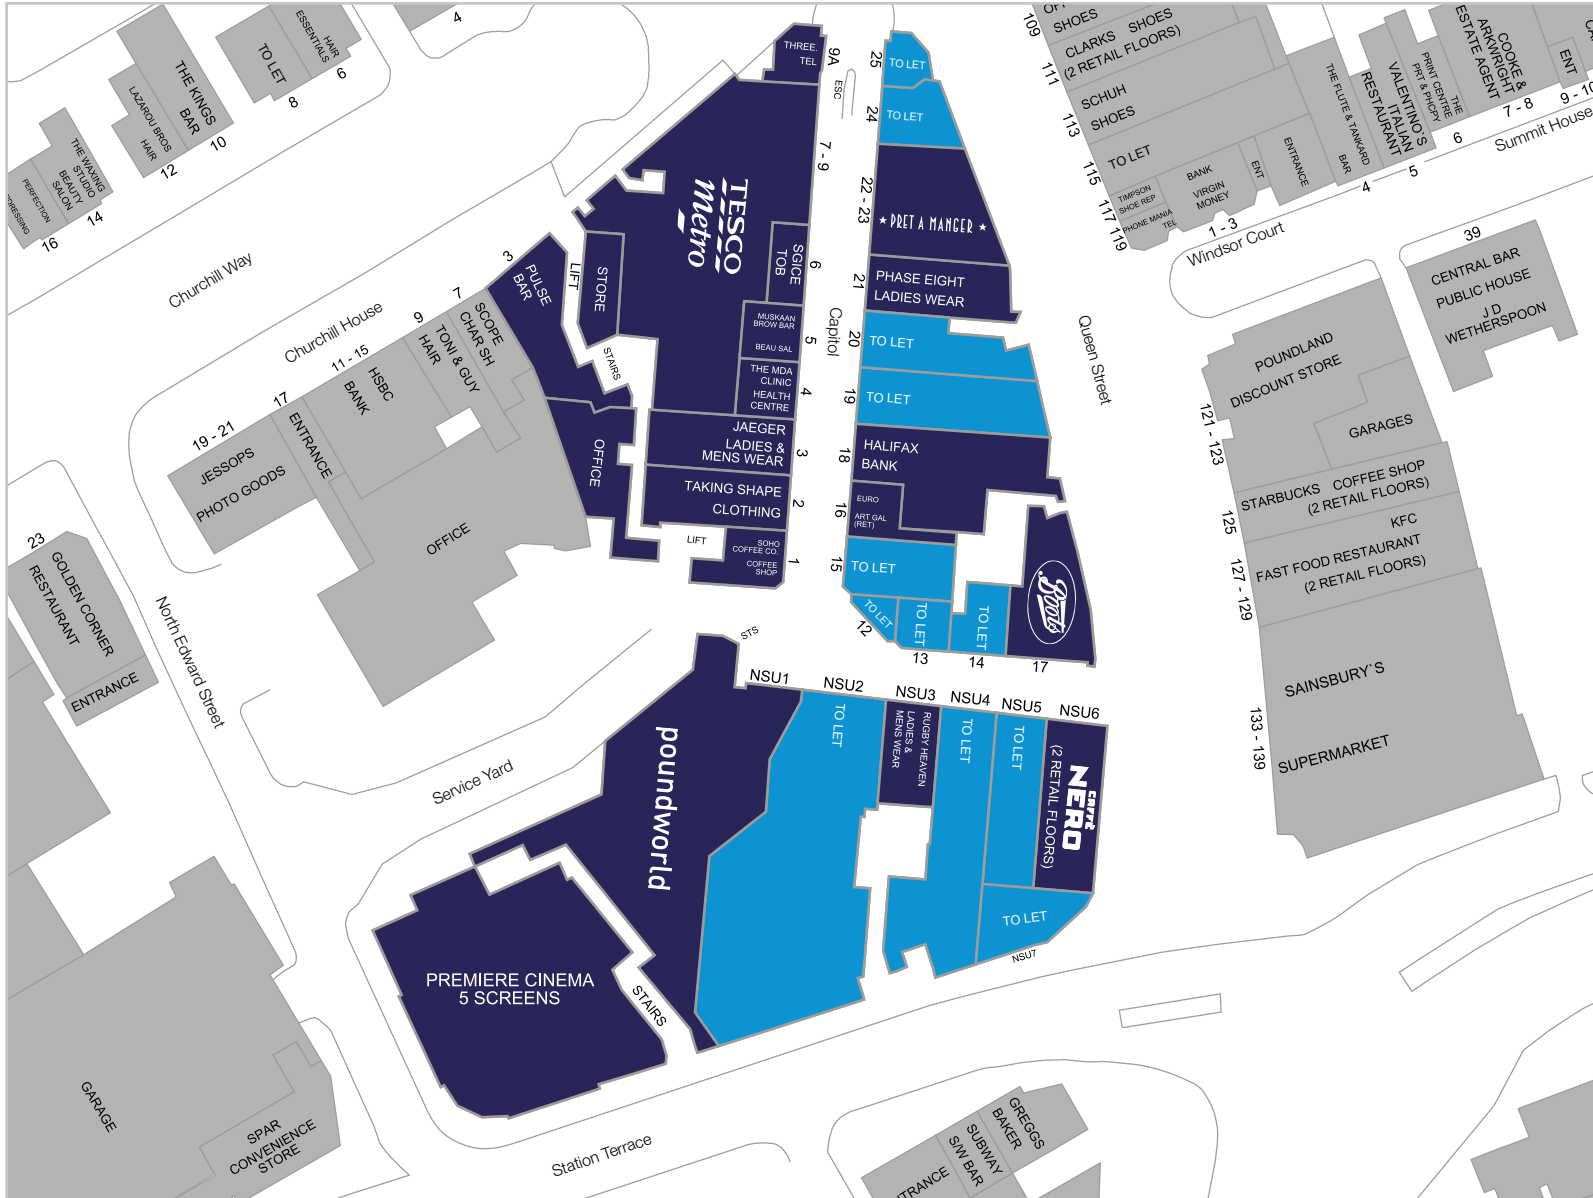 4
HAIR
ESSENTIALS
6
TO LET
8
THE KINGS
BAR
10
LAZAROU BROS
HAIR
12
THE WAXING
STUDIO
BEAUTY
SALON
14
PERFECTION
16
Churchill Way
Churchill House
THREE.
TEL
9A
ESC
7 - 9
TESCO
Metro
SGICE
TOB
6
MUSKAAN
BROW BAR
BEAU SAL
5
THE MDA
CLINIC
HEALTH
CENTRE
4
JAEGER
LADIES &
MENS WEAR
3
TAKING SHAPE
CLOTHING
2
SOHO
COFFEE CO.
COFFEE
SHOP
1
LIFT
STORE
LIFT
STAIRS
3
PULSE
BAR
OFFICE
7
SCOPE
CHAR SH
9
TONI & GUY
HAIR
11 - 15
HSBC
BANK
17
ENTRANCE
19 - 21
JESSOPS
PHOTO GOODS
OFFICE
Capitol
25
TO LET
24
TO LET
22 - 23
★ PRET A MANGER ★
21
PHASE EIGHT
LADIES WEAR
20
TO LET
19
TO LET
18
HALIFAX
BANK
16
EURO
ART GAL
(RET)
15
TO LET
TO LET
12
TO LET
13
TO LET
14
Boots
17
Queen Street
109
SHOES
CLARKS SHOES
(2 RETAIL FLOORS)
111
SCHUH
SHOES
113
TO LET
115
TIMPSON
SHOE REP
117
PHONE MANIA
TEL
119
BANK
VIRGIN
MONEY
1 - 3
ENT
ENTRANCE
THE FLUTE & TANKARD
BAR
4
VALENTINO'S
ITALIAN
RESTAURANT
5
THE
PRINT CENTRE
PRT & PHCPY
6
COOKE &
ARKWRIGHT
ESTATE AGENT
7 - 8
ENT
9 - 10
Summit House
Windsor Court
39
CENTRAL BAR
PUBLIC HOUSE
J D
WETHERSPOON
POUNDLAND
DISCOUNT STORE
121 - 123
GARAGES
STARBUCKS COFFEE SHOP
(2 RETAIL FLOORS)
125
KFC
FAST FOOD RESTAURANT
(2 RETAIL FLOORS)
127 - 129
SAINSBURY`S
SUPERMARKET
133 - 139
23
GOLDEN CORNER
RESTAURANT
ENTRANCE
North Edward Street
Service Yard
STS
NSU1
poundworld
NSU2
TO LET
NSU3
RUGBY HEAVEN
LADIES &
MENS WEAR
NSU4
TO LET
NSU5
TO LET
NSU6
CAFFÈ
NERO
(2 RETAIL FLOORS)
TO LET
NSU7
PREMIERE CINEMA
5 SCREENS
STAIRS
GARAGE
SPAR
CONVENIENCE
STORE
Station Terrace
GREGGS
BAKER
SUBWAY
S/W BAR